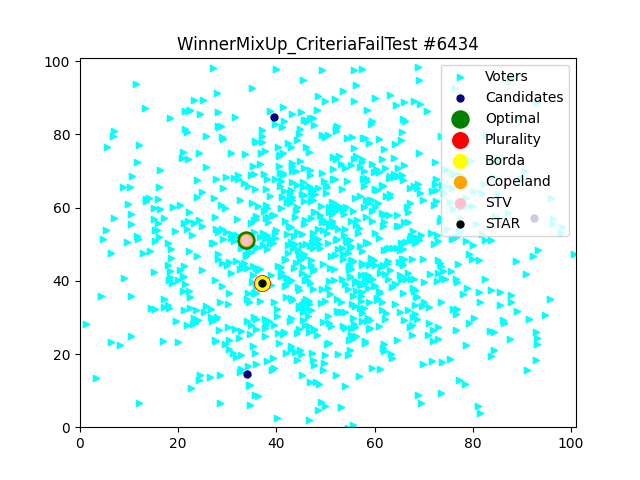 WinnerMixUp_CriteriaFailTest #6434
100
80
60
40
20
0
0
20
40
60
80
100
Voters
Candidates
Optimal
Plurality
Borda
Copeland
STV
STAR